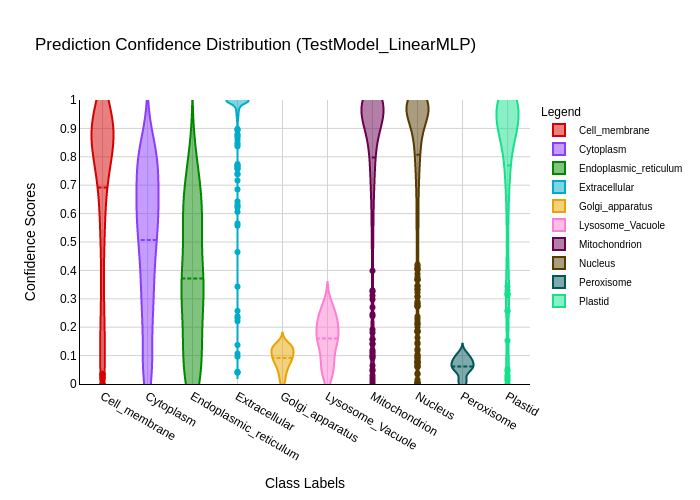 Prediction Confidence Distribution (TestModel_LinearMLP)
Confidence Scores
1
0.9
0.8
0.7
0.6
0.5
0.4
0.3
0.2
0.1
0
Cell_membrane
Cytoplasm
Endoplasmic_reticulum
Extracellular
Golgi_apparatus
Lysosome_Vacuole
Mitochondrion
Nucleus
Peroxisome
Plastid
Class Labels
Legend
Cell_membrane
Cytoplasm
Endoplasmic_reticulum
Extracellular
Golgi_apparatus
Lysosome_Vacuole
Mitochondrion
Nucleus
Peroxisome
Plastid